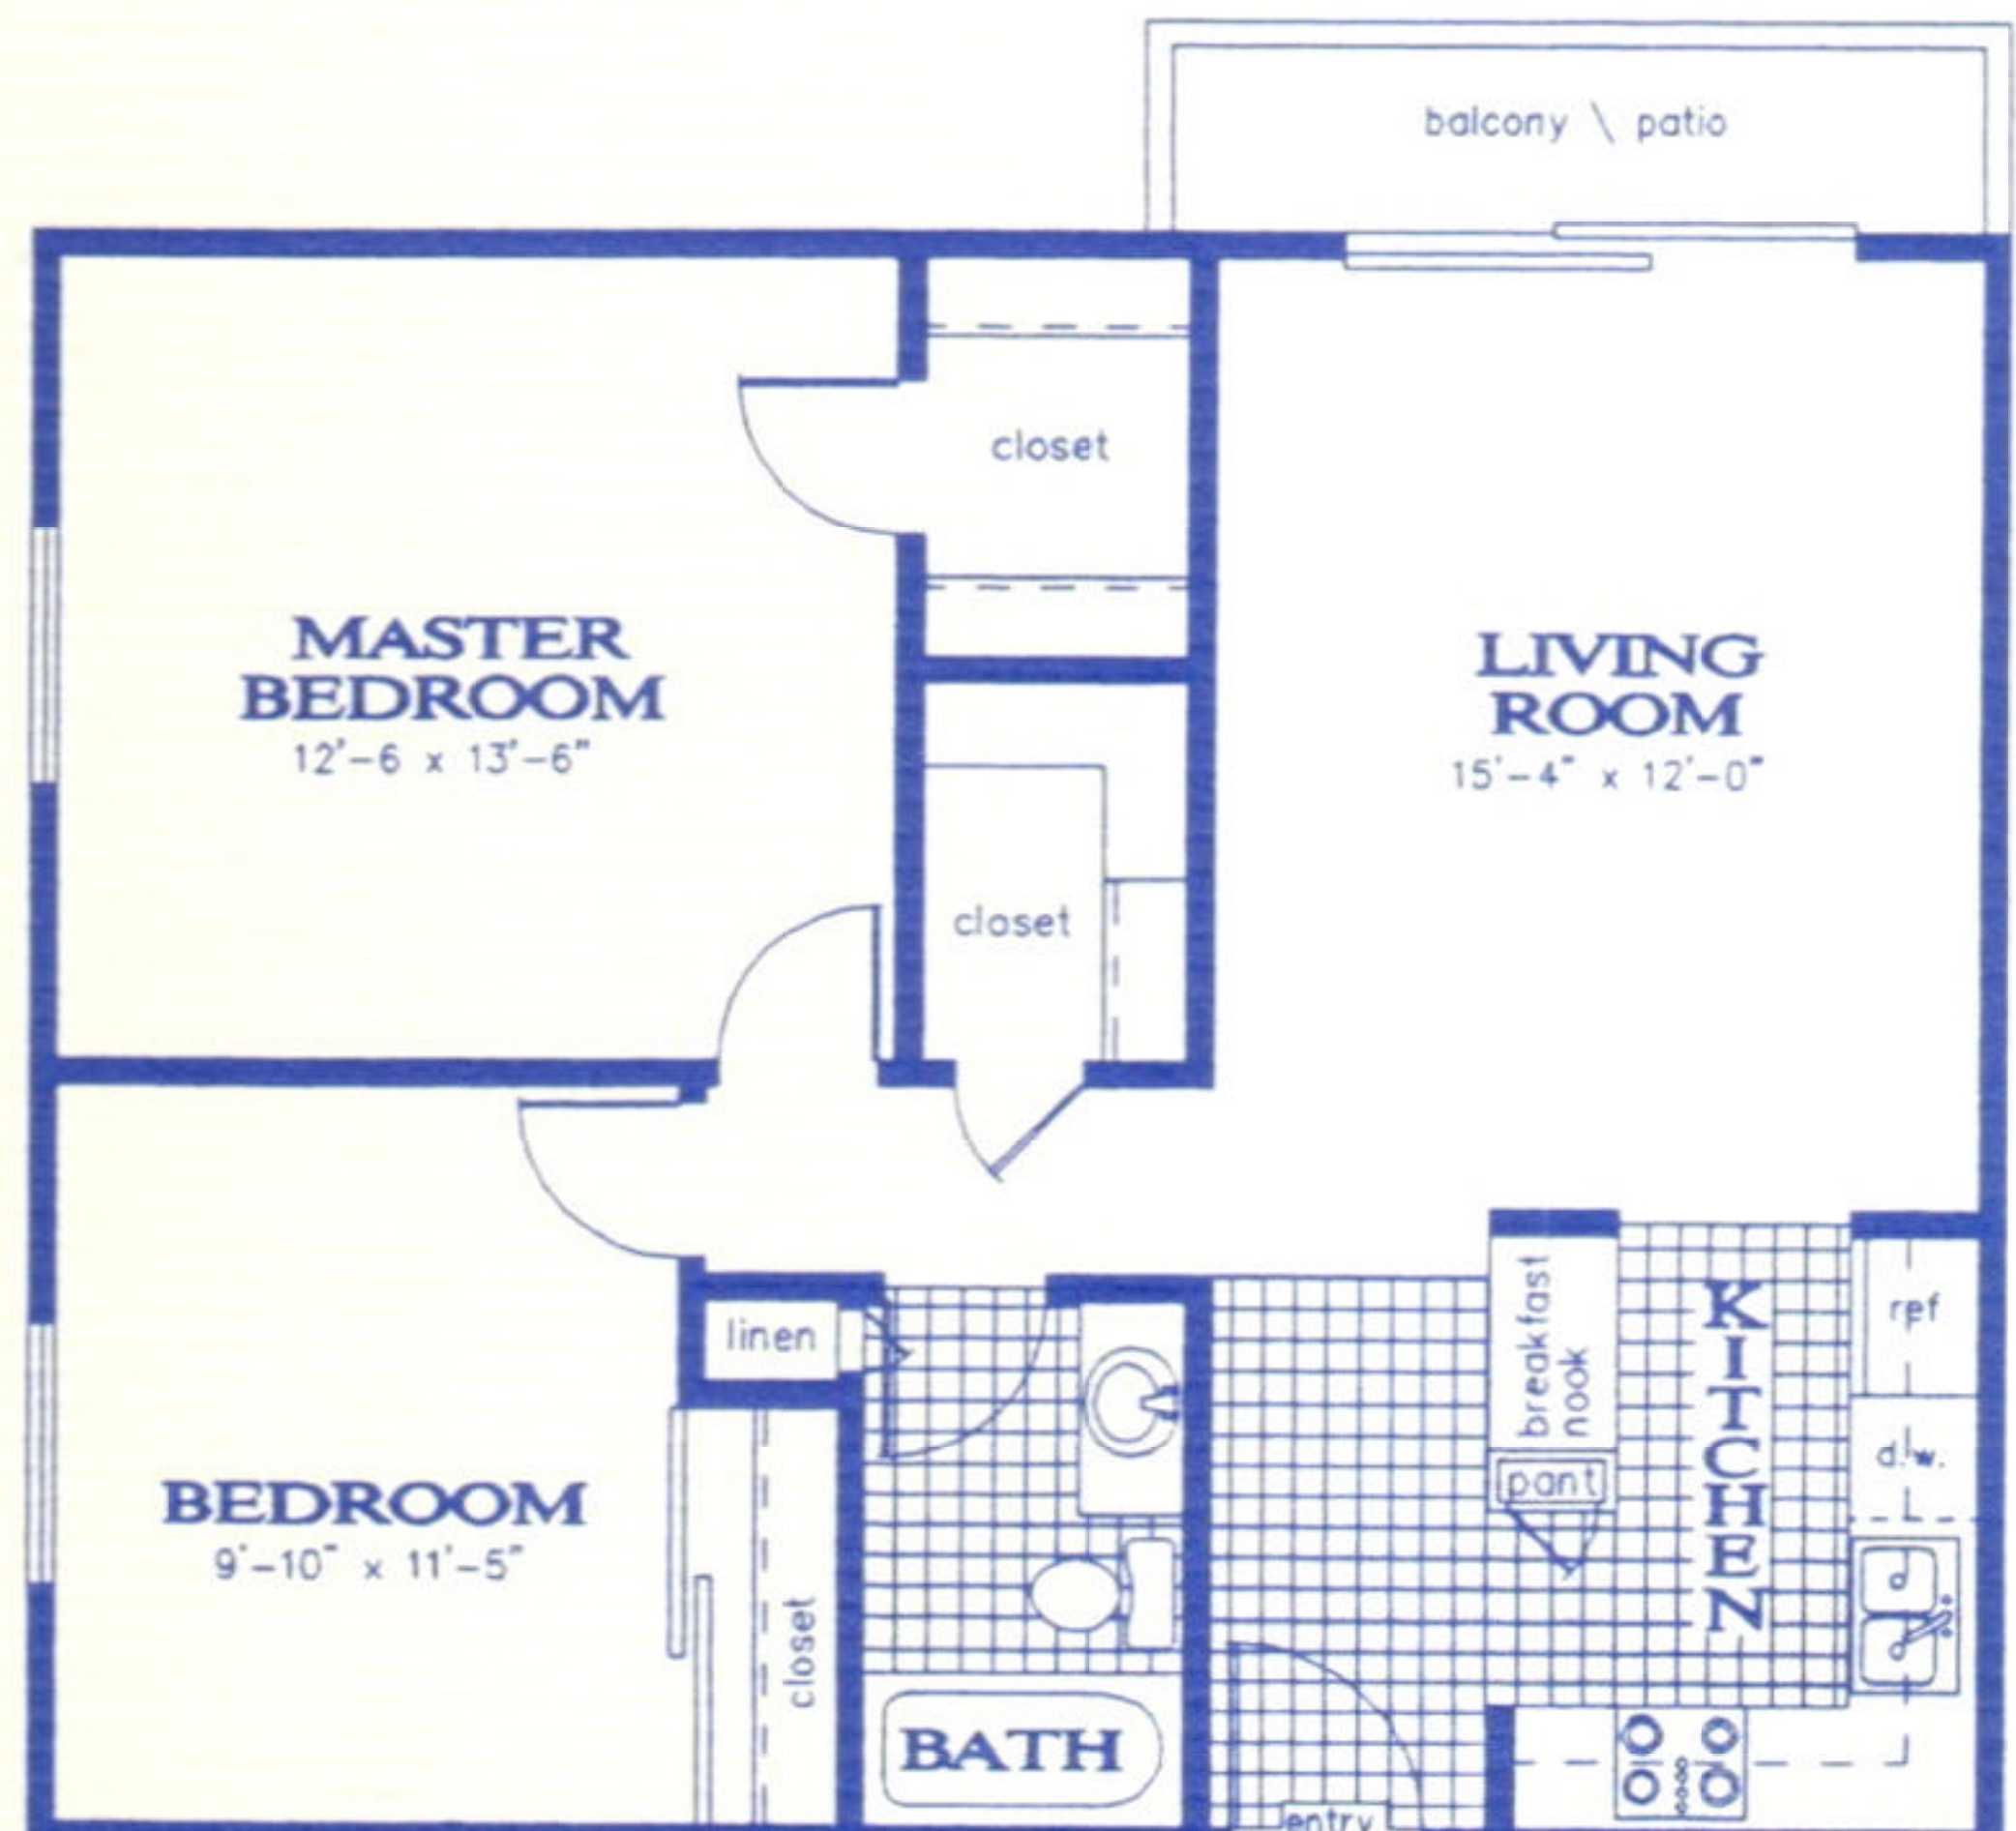 balcony \ patio
closet
MASTER
BEDROOM
12'-6 x 13'-6"
LIVING
ROOM
15'-4" x 12'-0"
closet
linen
breakfast
nook
KITCHEN
ref
d.w.
pant
BEDROOM
9'-10" x 11'-5"
closet
BATH
entry